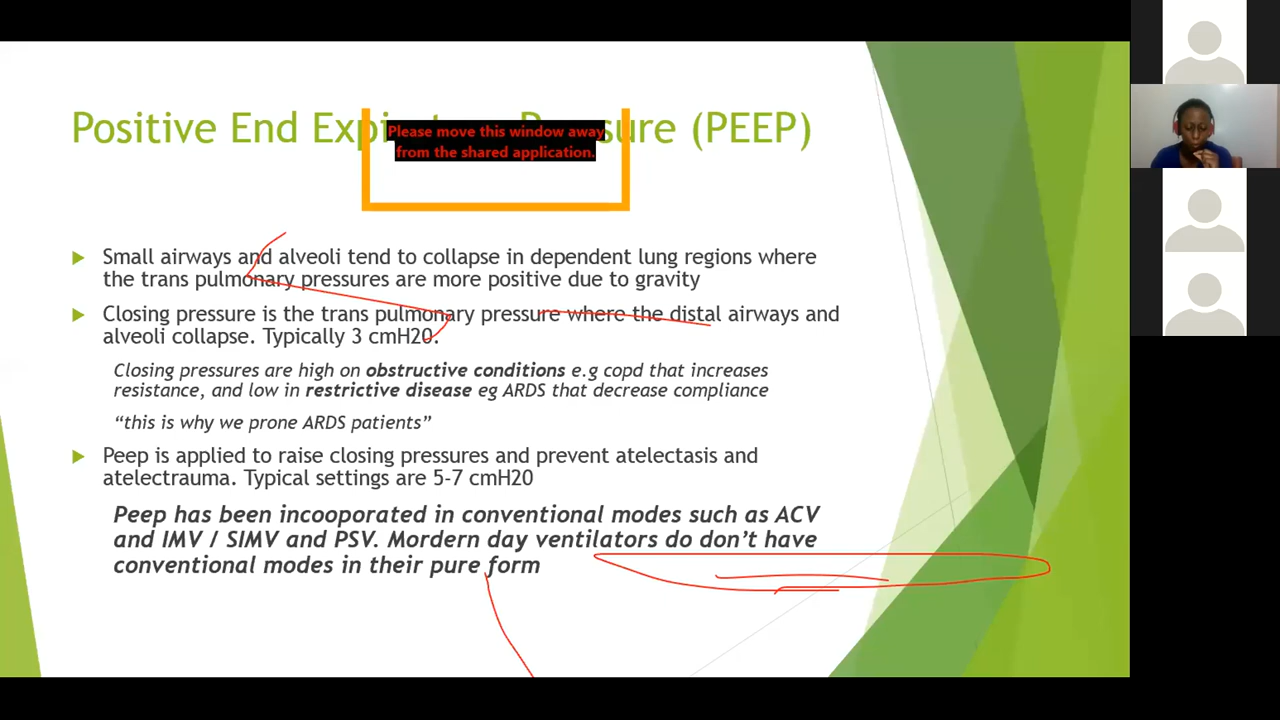 Positive End Exp
sure (PEEP)
Please move this window away
from the shared application.
Small airways and alveoli tend to collapse in dependent lung regions where
the trans pulmonary pressures are more positive due to gravity
Closing pressure is the trans pulmonary pressure where the distal airways and
alveoli collapse. Typically 3 cmH20.
Closing pressures are high on obstructive conditions e.g copd that increases
resistance, and low in restrictive disease eg ARDS that decrease compliance
“this is why we prone ARDS patients”
Peep is applied to raise closing pressures and prevent atelectasis and
atelectrauma. Typical settings are 5-7 cmH20
Peep has been incooporated in conventional modes such as ACV
and IMV / SIMV and PSV. Mordern day ventilators do don’t have
conventional modes in their pure form